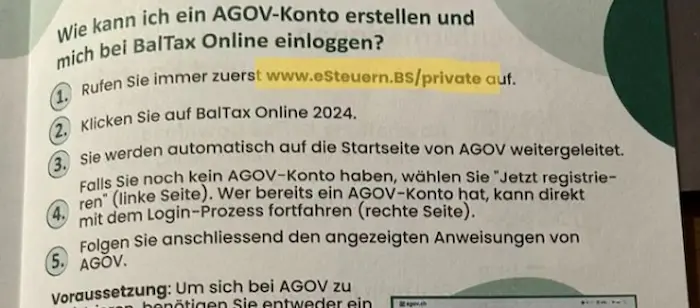 Wie kann ich ein AGOV-Konto erstellen und
mich bei BalTax Online einloggen?
1. Rufen Sie immer zuerst www.eSteuern.BS/private auf.
2. Klicken Sie auf BalTax Online 2024.
3. Sie werden automatisch auf die Startseite von AGOV weitergeleitet.
4. Falls Sie noch kein AGOV-Konto haben, wählen Sie "Jetzt registrie-
ren" (linke Seite). Wer bereits ein AGOV-Konto hat, kann direkt
mit dem Login-Prozess fortfahren (rechte Seite).
5. Folgen Sie anschliessend den angezeigten Anweisungen von
AGOV.
Voraussetzung: Um sich bei AGOV zu
benötigen Sie entweder ein
agov.ch